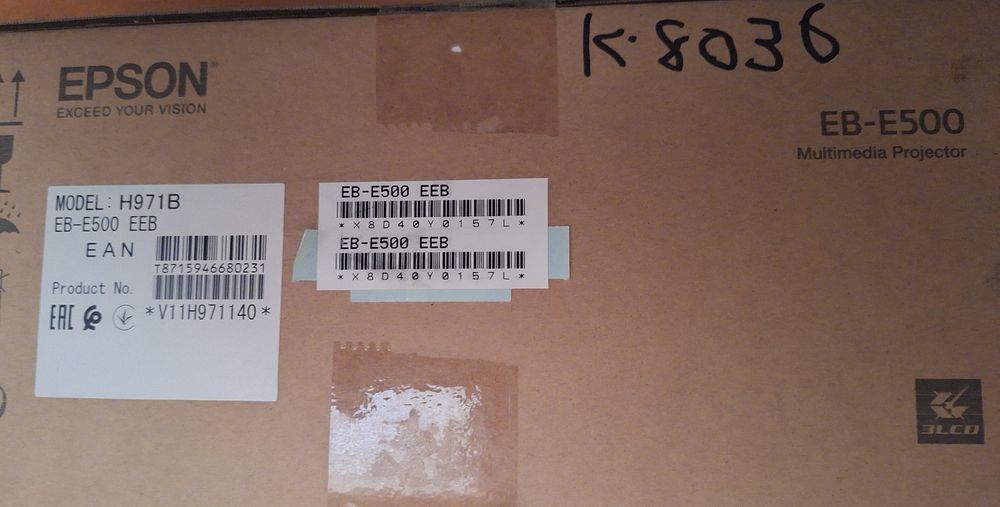 K-8036
EPSON®
EXCEED YOUR VISION
EB-E500
Multimedia Projector
MODEL: H971B
EB-E500 EEB
EAN
T8715946680231
Product No.
*V11H971140*
EAC
EB-E500 EEB
*X8D40Y0157L*
EB-E500 EEB
*X8D40Y0157L*
3LCD